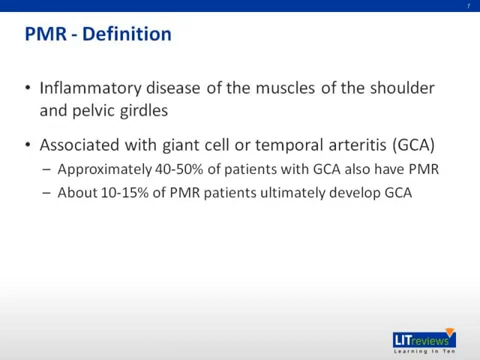 7
PMR - Definition
• Inflammatory disease of the muscles of the shoulder
and pelvic girdles
• Associated with giant cell or temporal arteritis (GCA)
– Approximately 40-50% of patients with GCA also have PMR
– About 10-15% of PMR patients ultimately develop GCA
LITreviews
Learning In Ten